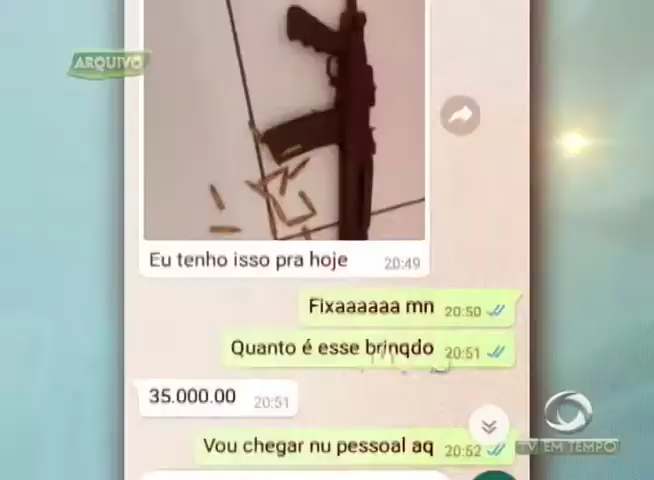 ARQUIVO
Eu tenho isso pra hoje 20:49
Fixaaaaaa mn 20:50
Quanto é esse brinqdo 20:51
35.000.00 20:51
Vou chegar nu pessoal aq 20:52
TV EM TEMPO